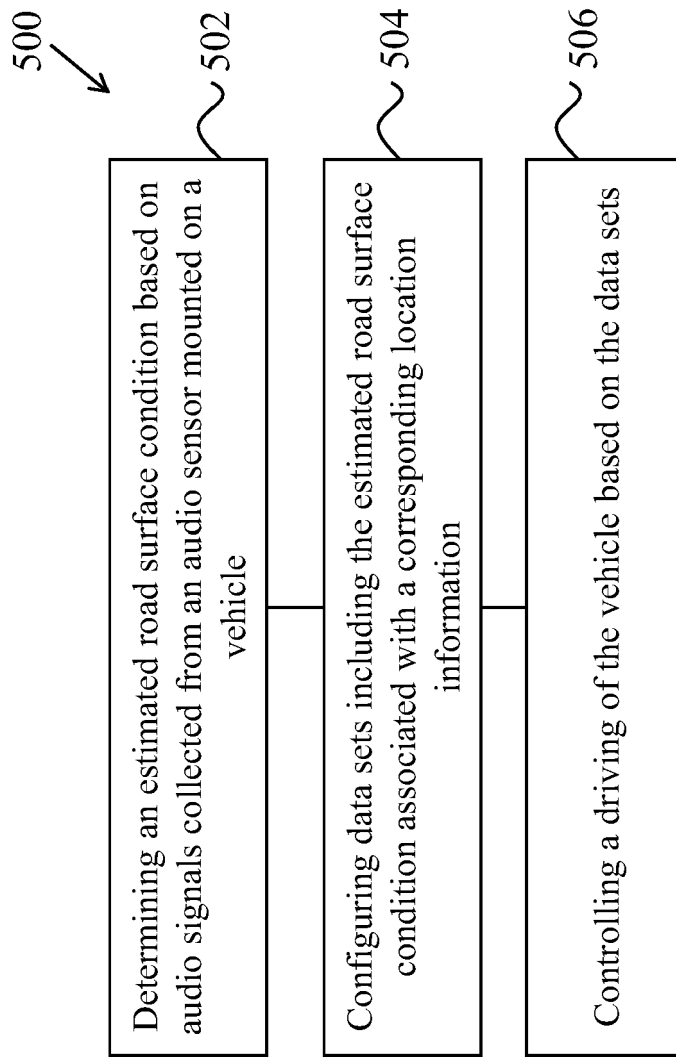 500
Determining an estimated road surface condition based on
audio signals collected from an audio sensor mounted on a
vehicle
502
Configuring data sets including the estimated road surface
condition associated with a corresponding location
information
504
Controlling a driving of the vehicle based on the data sets
506